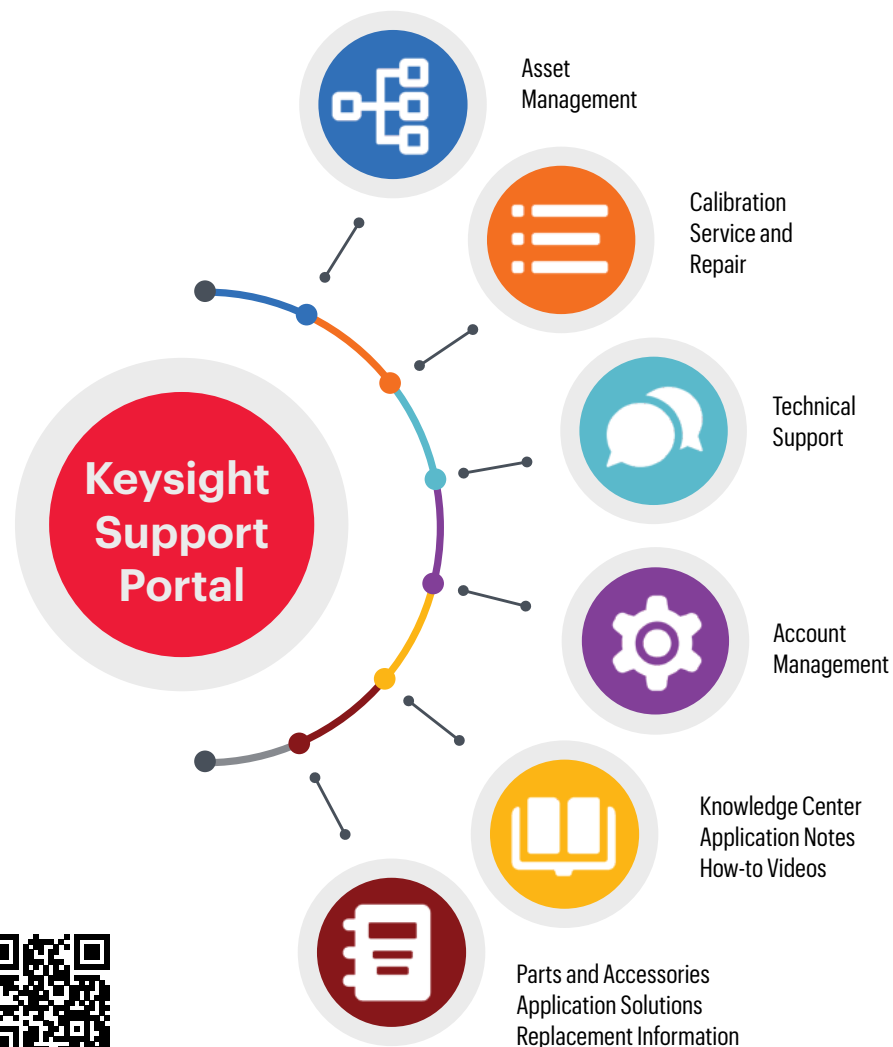 Asset
Management
Calibration
Service and
Repair
Technical
Support
Keysight
Support
Portal
Account
Management
Knowledge Center
Application Notes
How-to Videos
Parts and Accessories
Application Solutions
Replacement Information